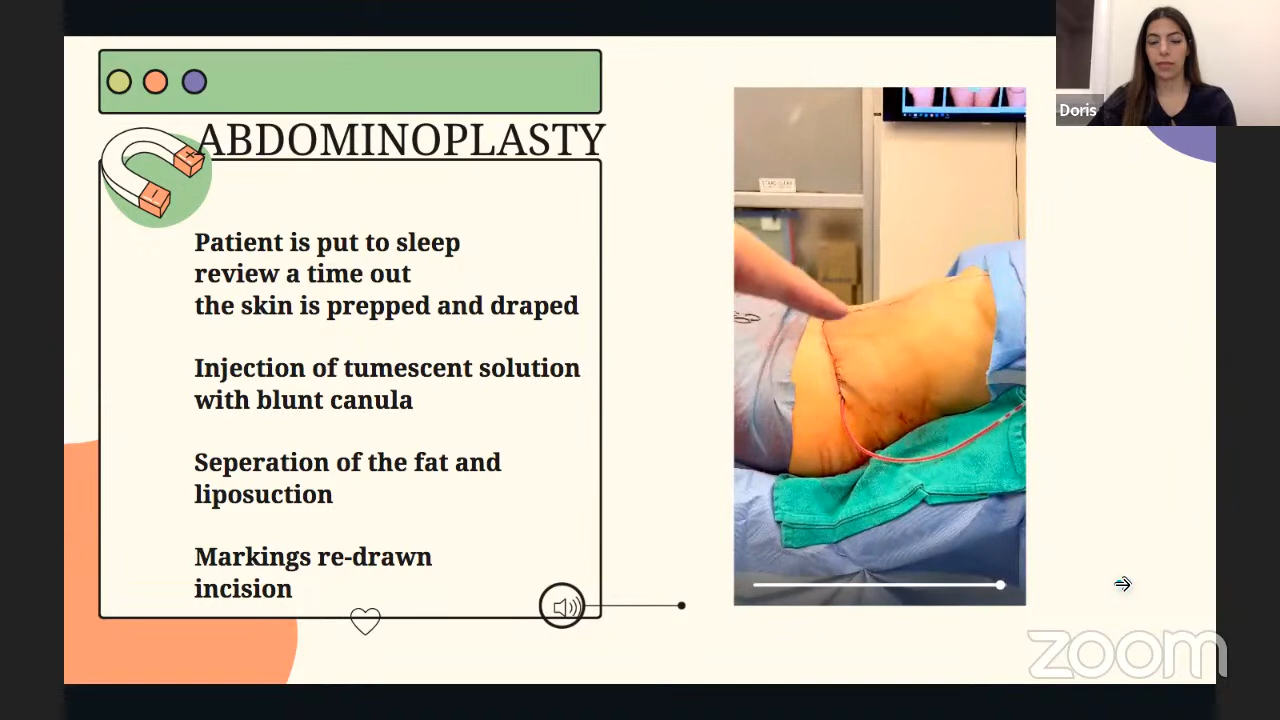 Doris
ABDOMINOPLASTY
Patient is put to sleep
review a time out
the skin is prepped and draped
Injection of tumescent solution
with blunt canula
Seperation of the fat and
liposuction
Markings re-drawn
incision
zoom